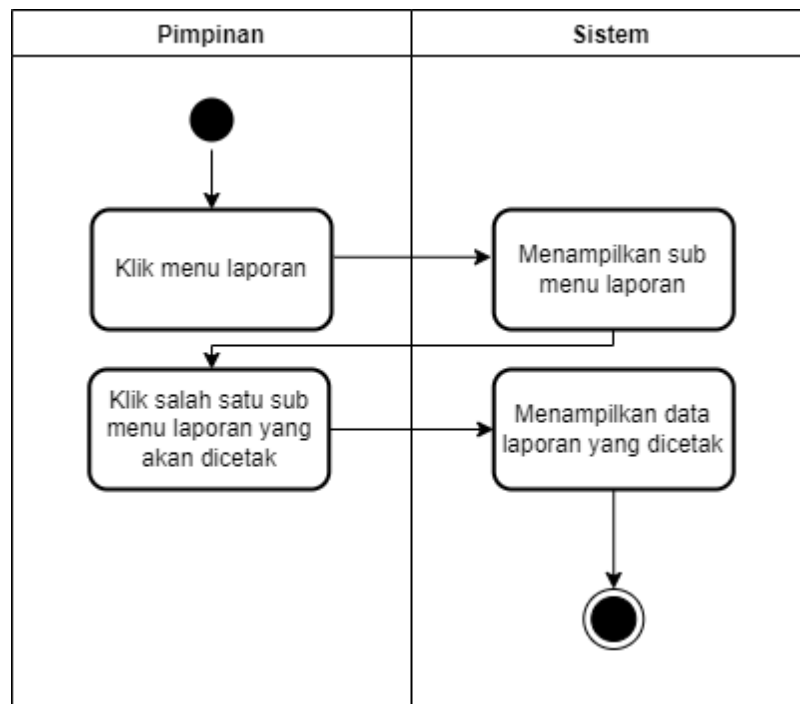 Pimpinan
Sistem
Klik menu laporan
Menampilkan sub
menu laporan
Klik salah satu sub
menu laporan yang
akan dicetak
Menampilkan data
laporan yang dicetak